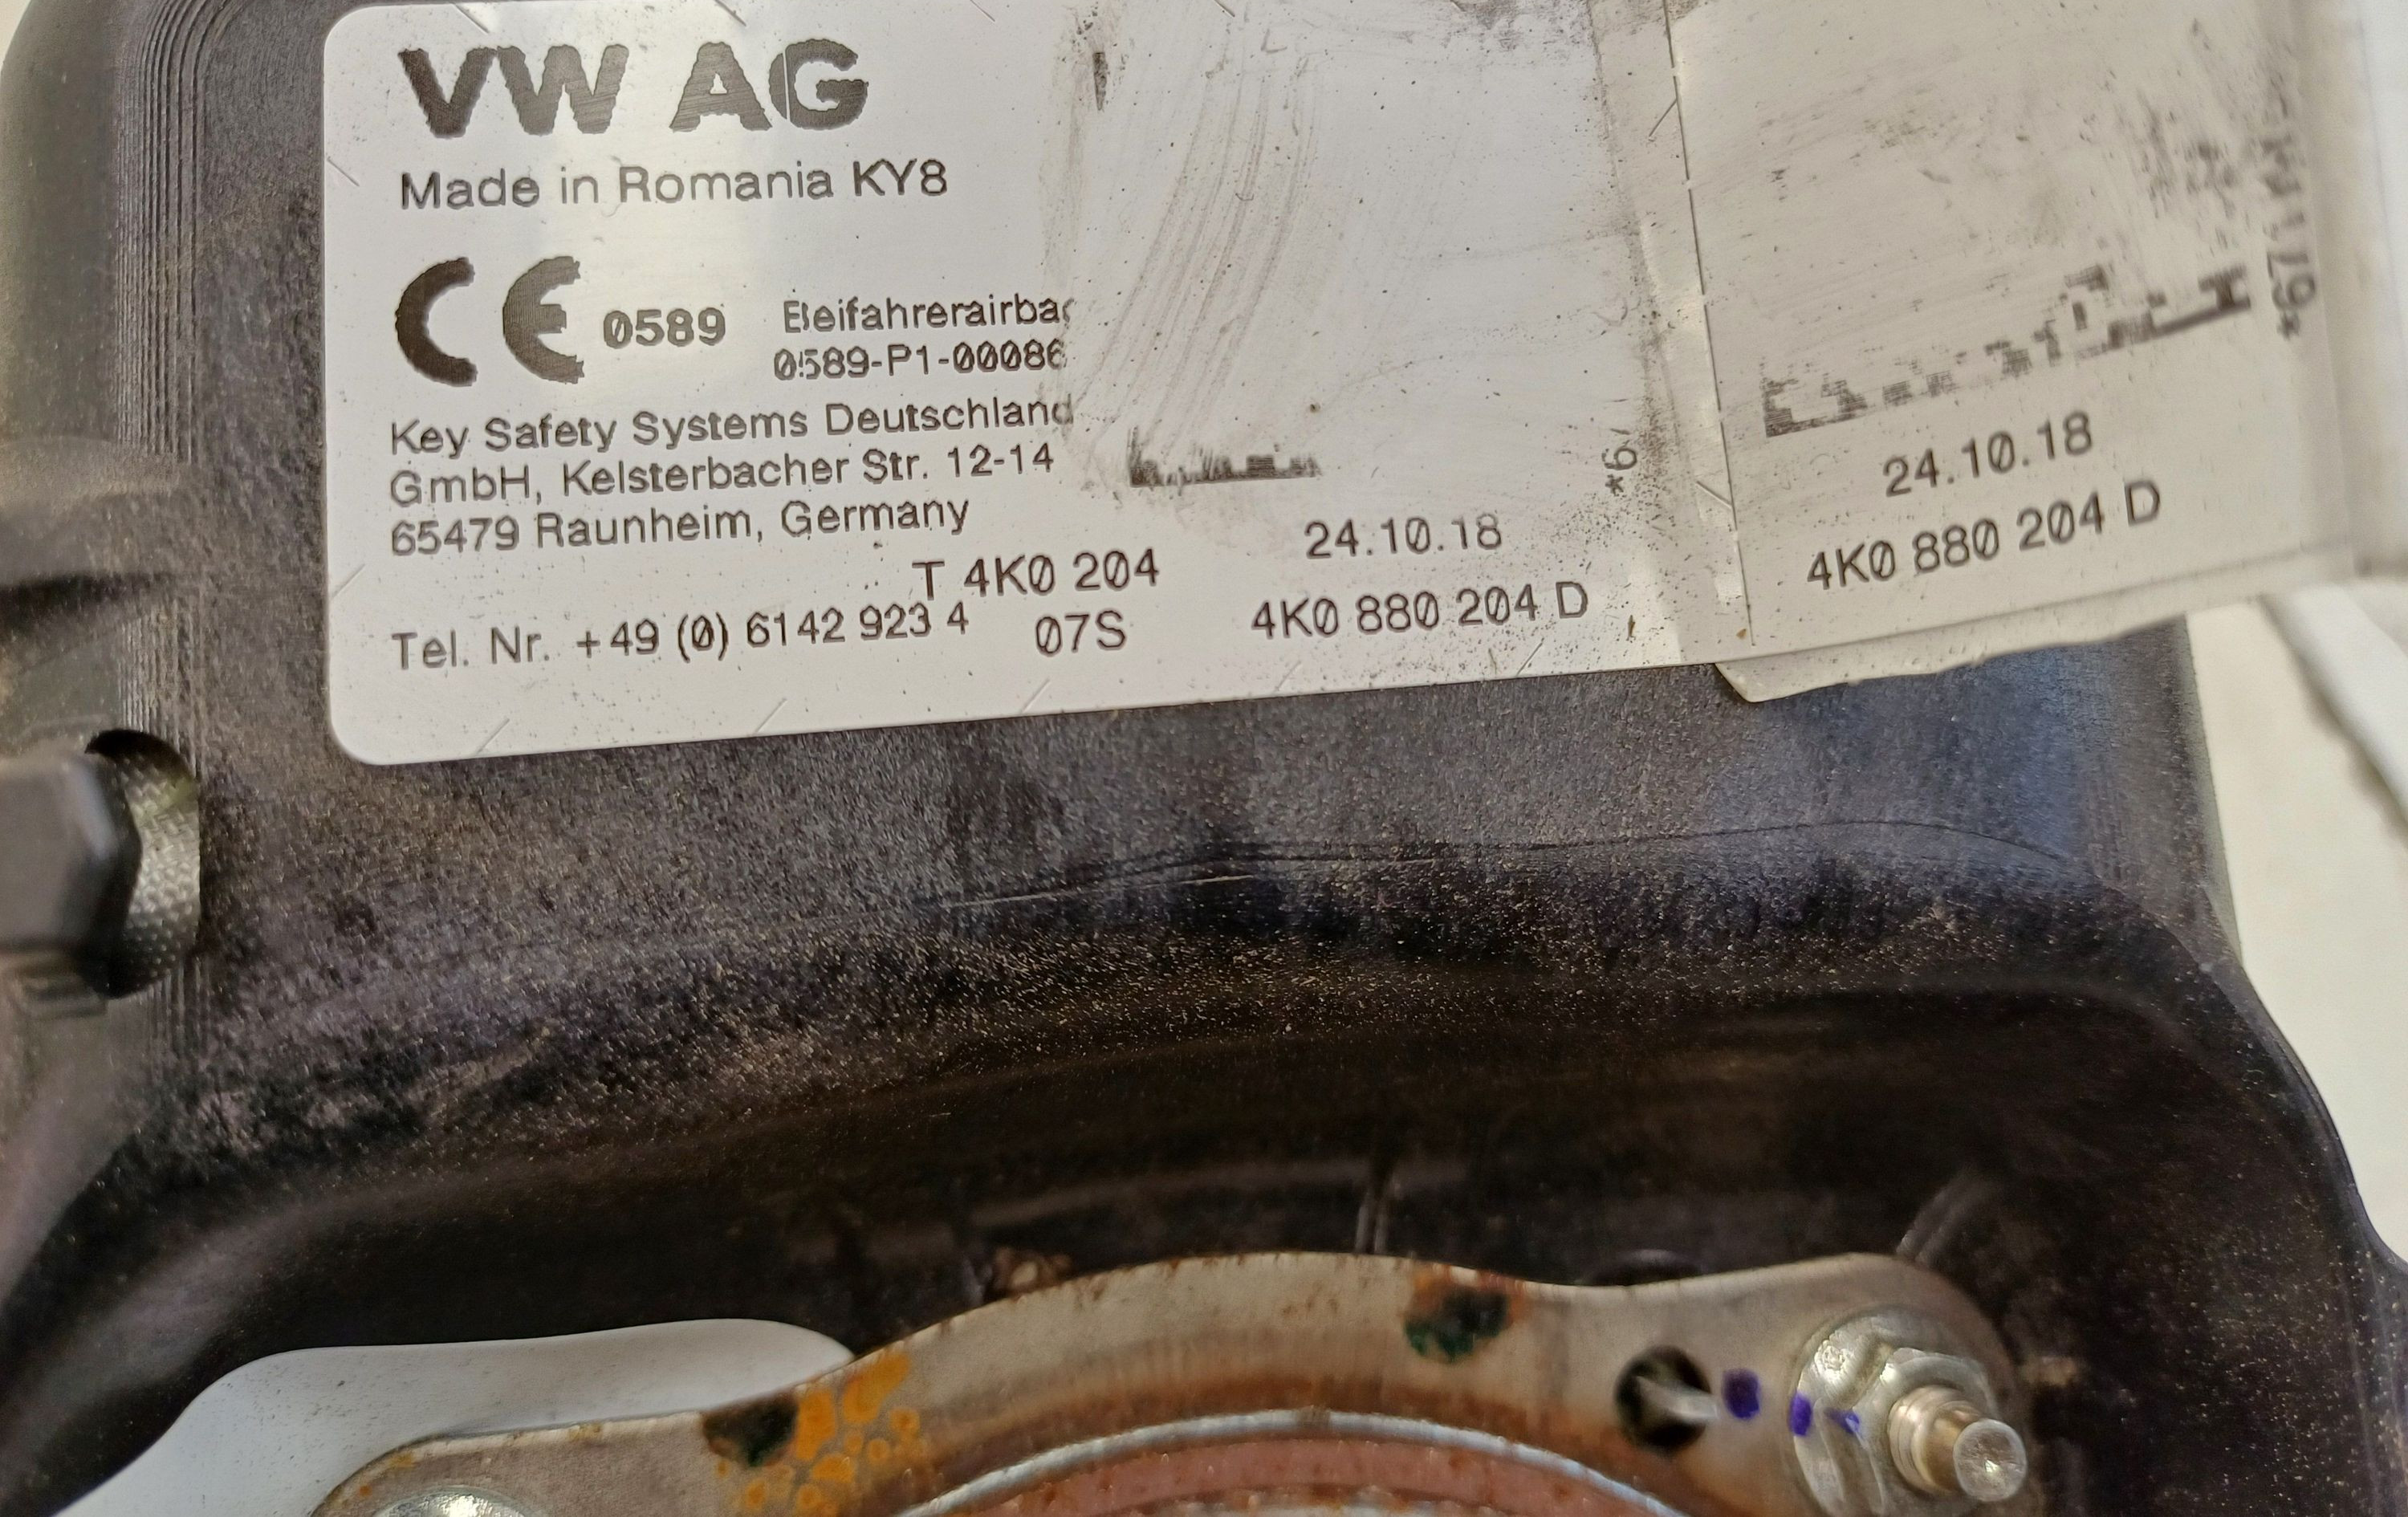 VW AG
Made in Romania KY8
CE 0589
Beifahrerairbag
0589-P1-00086
Key Safety Systems Deutschland
GmbH, Kelsterbacher Str. 12-14
65479 Raunheim, Germany
T 4K0 204
Tel. Nr. +49 (0) 6142 923 4
07S
24.10.18
4K0 880 204 D
24.10.18
4K0 880 204 D